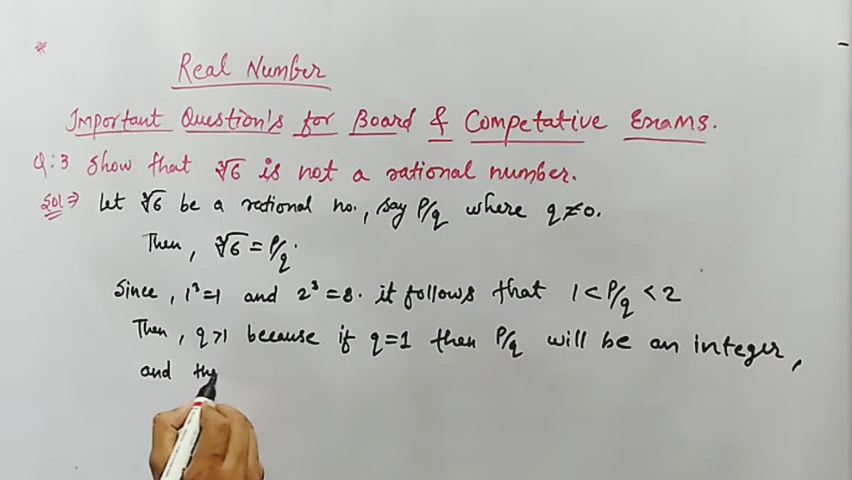 *
Real Number
Important Question's for Board & Competative Exams.
Q:3 Show that ∛6 is not a rational number.
Sol⇒ Let ∛6 be a rational no., say P/q where q≠0.
Then, ∛6 = P/q.
Since, 1³=1 and 2³=8. it follows that 1 < P/q < 2
Then, q>1 because if q=1 then P/q will be an integer,
and the